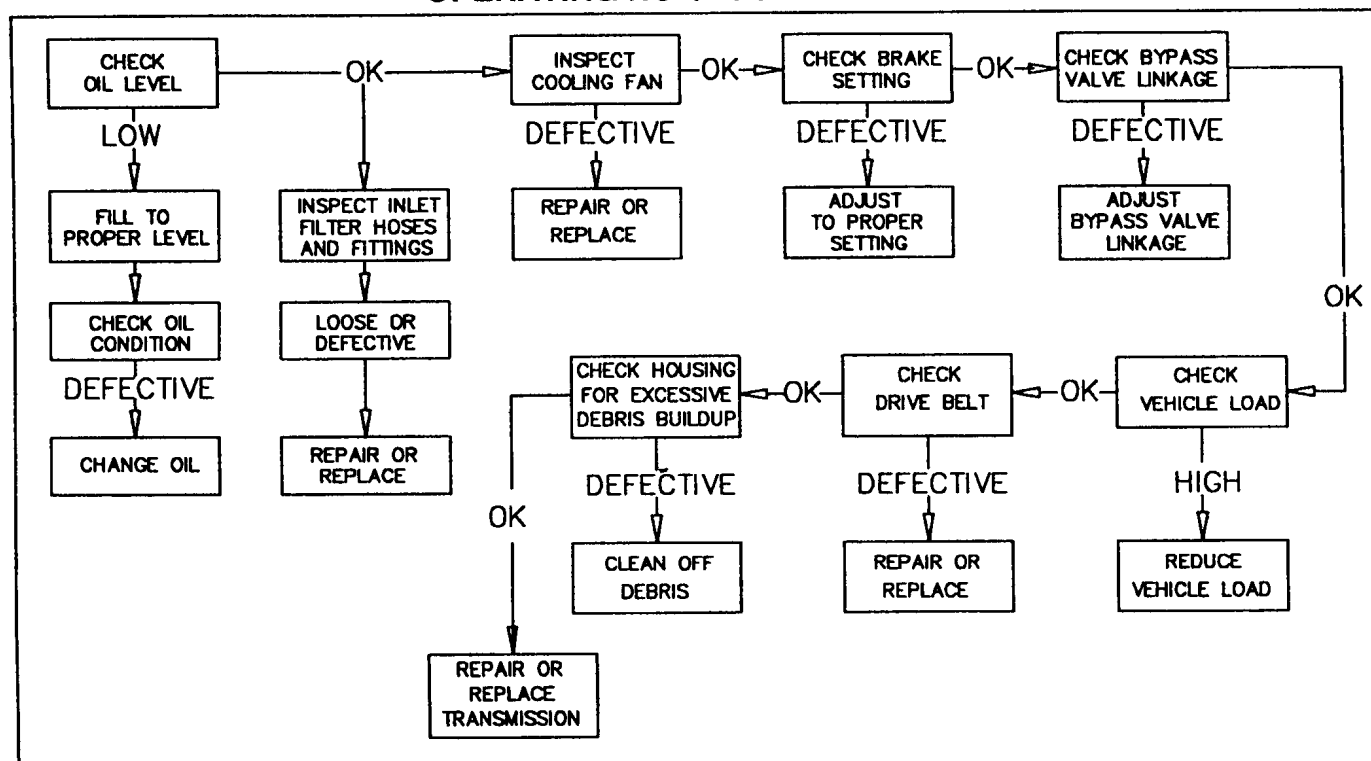 CHECK
OIL LEVEL
OK
INSPECT
COOLING FAN
OK
CHECK BRAKE
SETTING
OK
CHECK BYPASS
VALVE LINKAGE
LOW
DEFECTIVE
DEFECTIVE
DEFECTIVE
FILL TO
PROPER LEVEL
INSPECT INLET
FILTER HOSES
AND FITTINGS
REPAIR OR
REPLACE
ADJUST
TO PROPER
SETTING
ADJUST
BYPASS VALVE
LINKAGE
OK
CHECK OIL
CONDITION
LOOSE OR
DEFECTIVE
CHECK HOUSING
FOR EXCESSIVE
DEBRIS BUILDUP
OK
CHECK
DRIVE BELT
OK
CHECK
VEHICLE LOAD
DEFECTIVE
CHANGE OIL
REPAIR OR
REPLACE
OK
DEFECTIVE
DEFECTIVE
HIGH
CLEAN OFF
DEBRIS
REPAIR OR
REPLACE
REDUCE
VEHICLE LOAD
REPAIR OR
REPLACE
TRANSMISSION